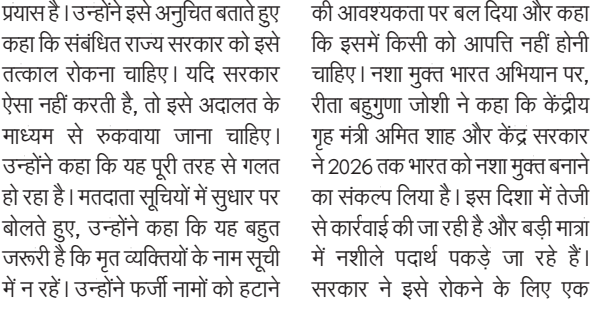 प्रयास है। उन्होंने इसे अनुचित बताते हुए
कहा कि संबंधित राज्य सरकार को इसे
तत्काल रोकना चाहिए। यदि सरकार
ऐसा नहीं करती है, तो इसे अदालत के
माध्यम से रुकवाया जाना चाहिए।
उन्होंने कहा कि यह पूरी तरह से गलत
हो रहा है। मतदाता सूचियों में सुधार पर
बोलते हुए, उन्होंने कहा कि यह बहुत
जरूरी है कि मृत व्यक्तियों के नाम सूची
में न रहें। उन्होंने फर्जी नामों को हटाने
की आवश्यकता पर बल दिया और कहा
कि इसमें किसी को आपत्ति नहीं होनी
चाहिए। नशा मुक्त भारत अभियान पर,
रीता बहुगुणा जोशी ने कहा कि केंद्रीय
गृह मंत्री अमित शाह और केंद्र सरकार
ने 2026 तक भारत को नशा मुक्त बनाने
का संकल्प लिया है। इस दिशा में तेजी
से कार्रवाई की जा रही है और बड़ी मात्रा
में नशीले पदार्थ पकड़े जा रहे हैं।
सरकार ने इसे रोकने के लिए एक